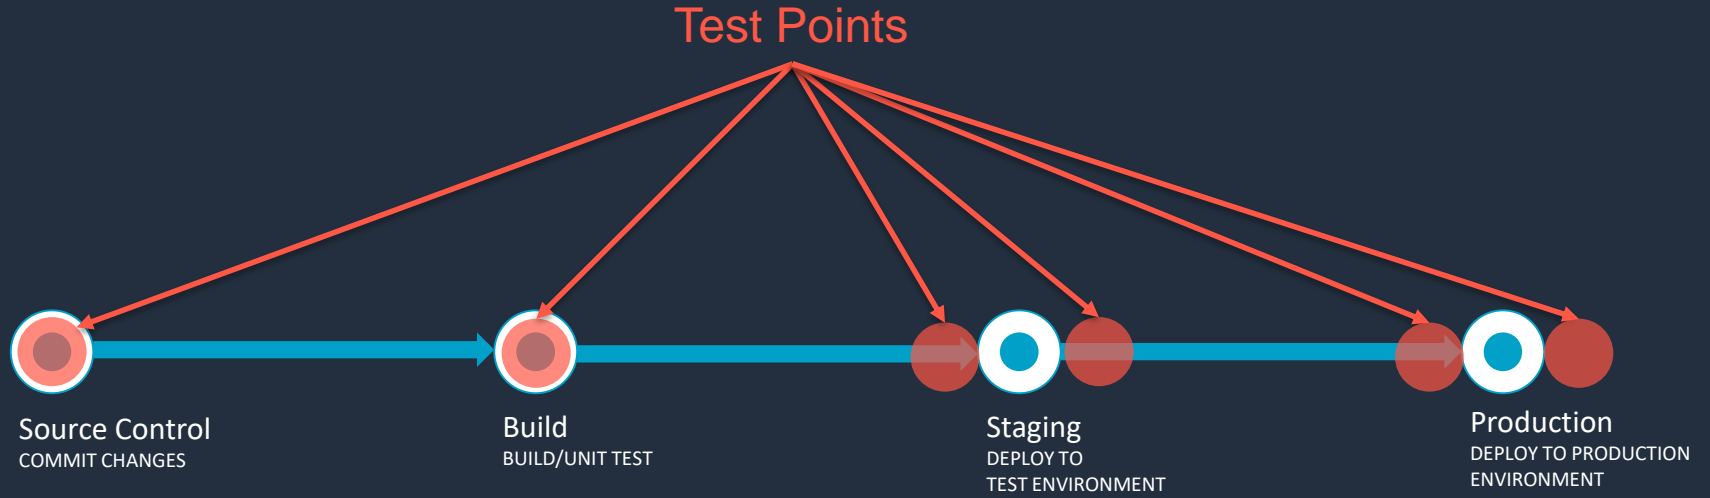 Test Points
Source Control
COMMIT CHANGES
Build
BUILD/UNIT TEST
Staging
DEPLOY TO
TEST ENVIRONMENT
Production
DEPLOY TO PRODUCTION
ENVIRONMENT